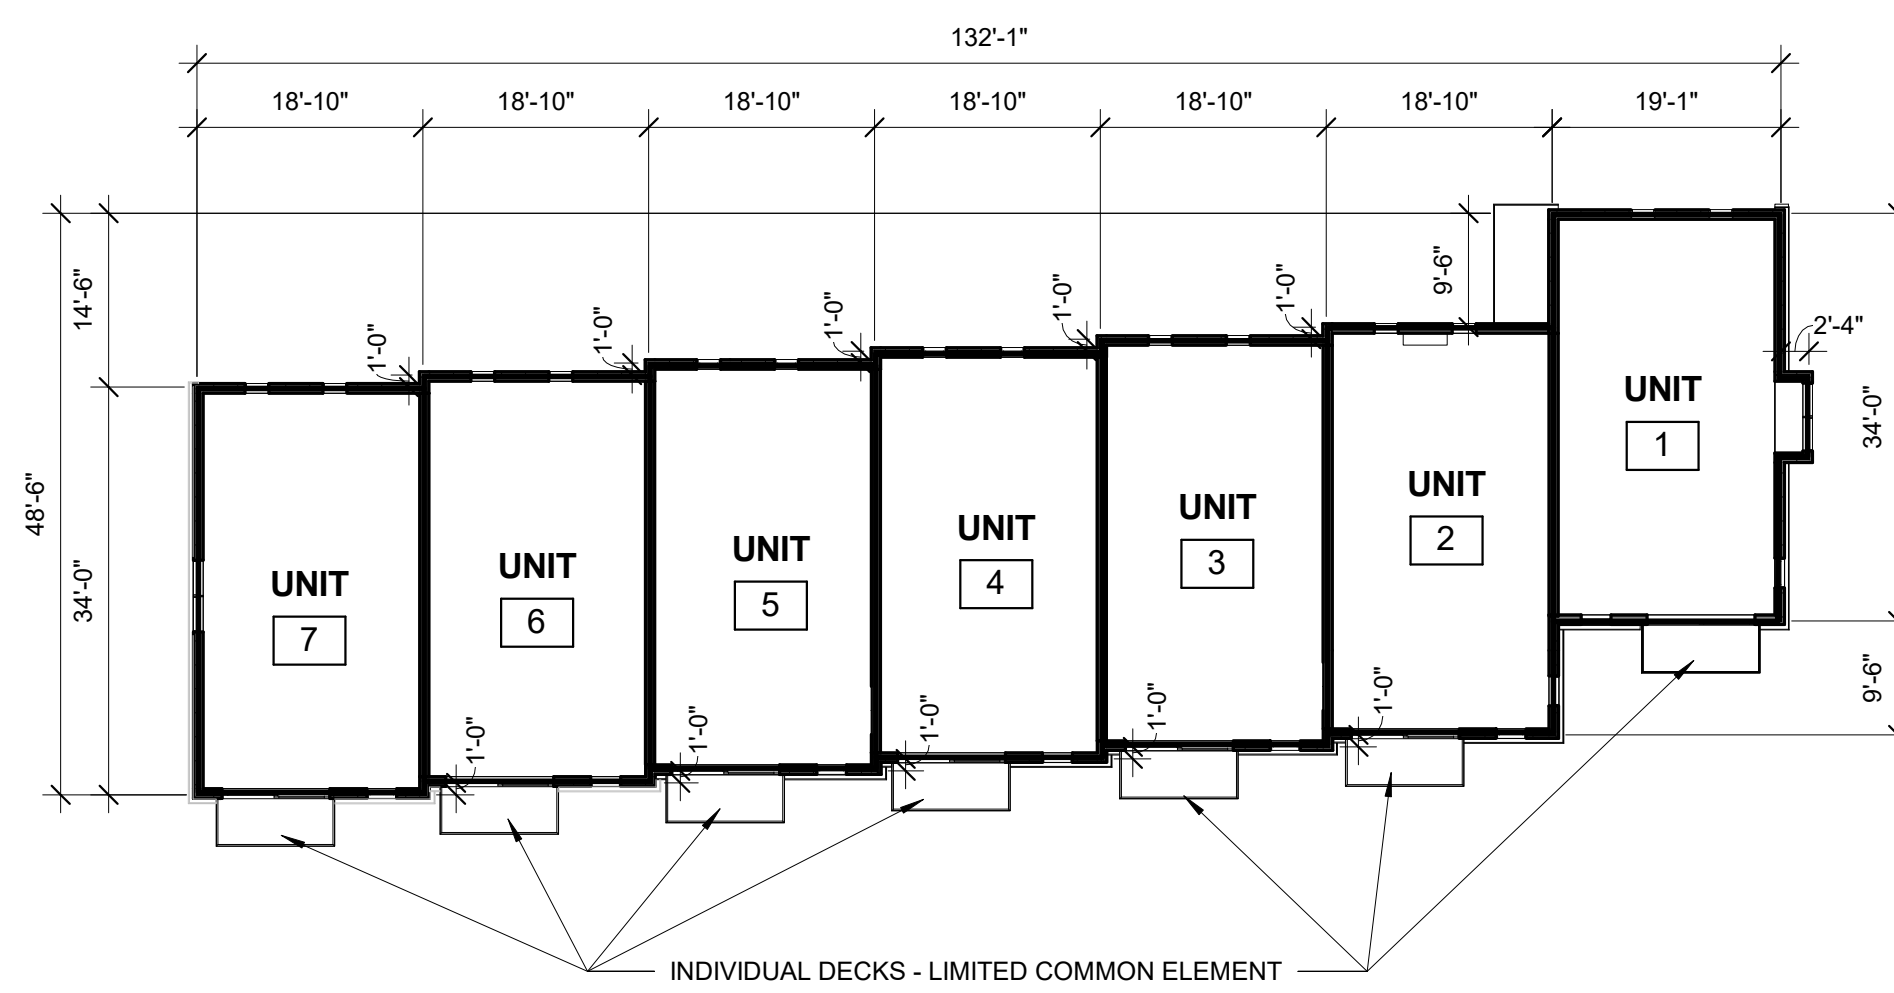 132'-1"
18'-10" 18'-10" 18'-10" 18'-10" 18'-10" 18'-10" 19'-1"
14'-6"
48'-6"
34'-0"
1'-0"
1'-0"
1'-0"
1'-0"
1'-0"
9'-6"
2'-4"
34'-0"
9'-6"
UNIT
7
UNIT
6
UNIT
5
UNIT
4
UNIT
3
UNIT
2
UNIT
1
1'-0"
1'-0"
1'-0"
1'-0"
1'-0"
INDIVIDUAL DECKS - LIMITED COMMON ELEMENT